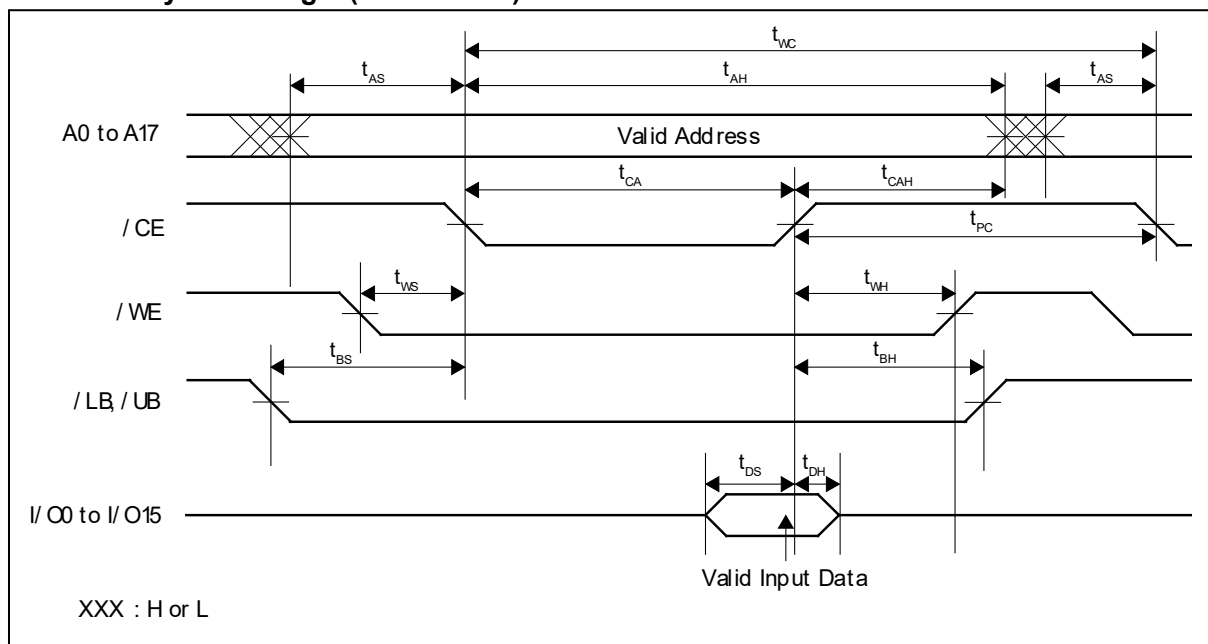 t_WC
t_AS t_AH t_AS
A0 to A17 Valid Address
t_CA t_CAH
/CE t_PC
t_WS t_WH
/WE
t_BS t_BH
/LB, /UB
t_DS t_DH
I/O0 to I/O15
Valid Input Data
XXX : H or L